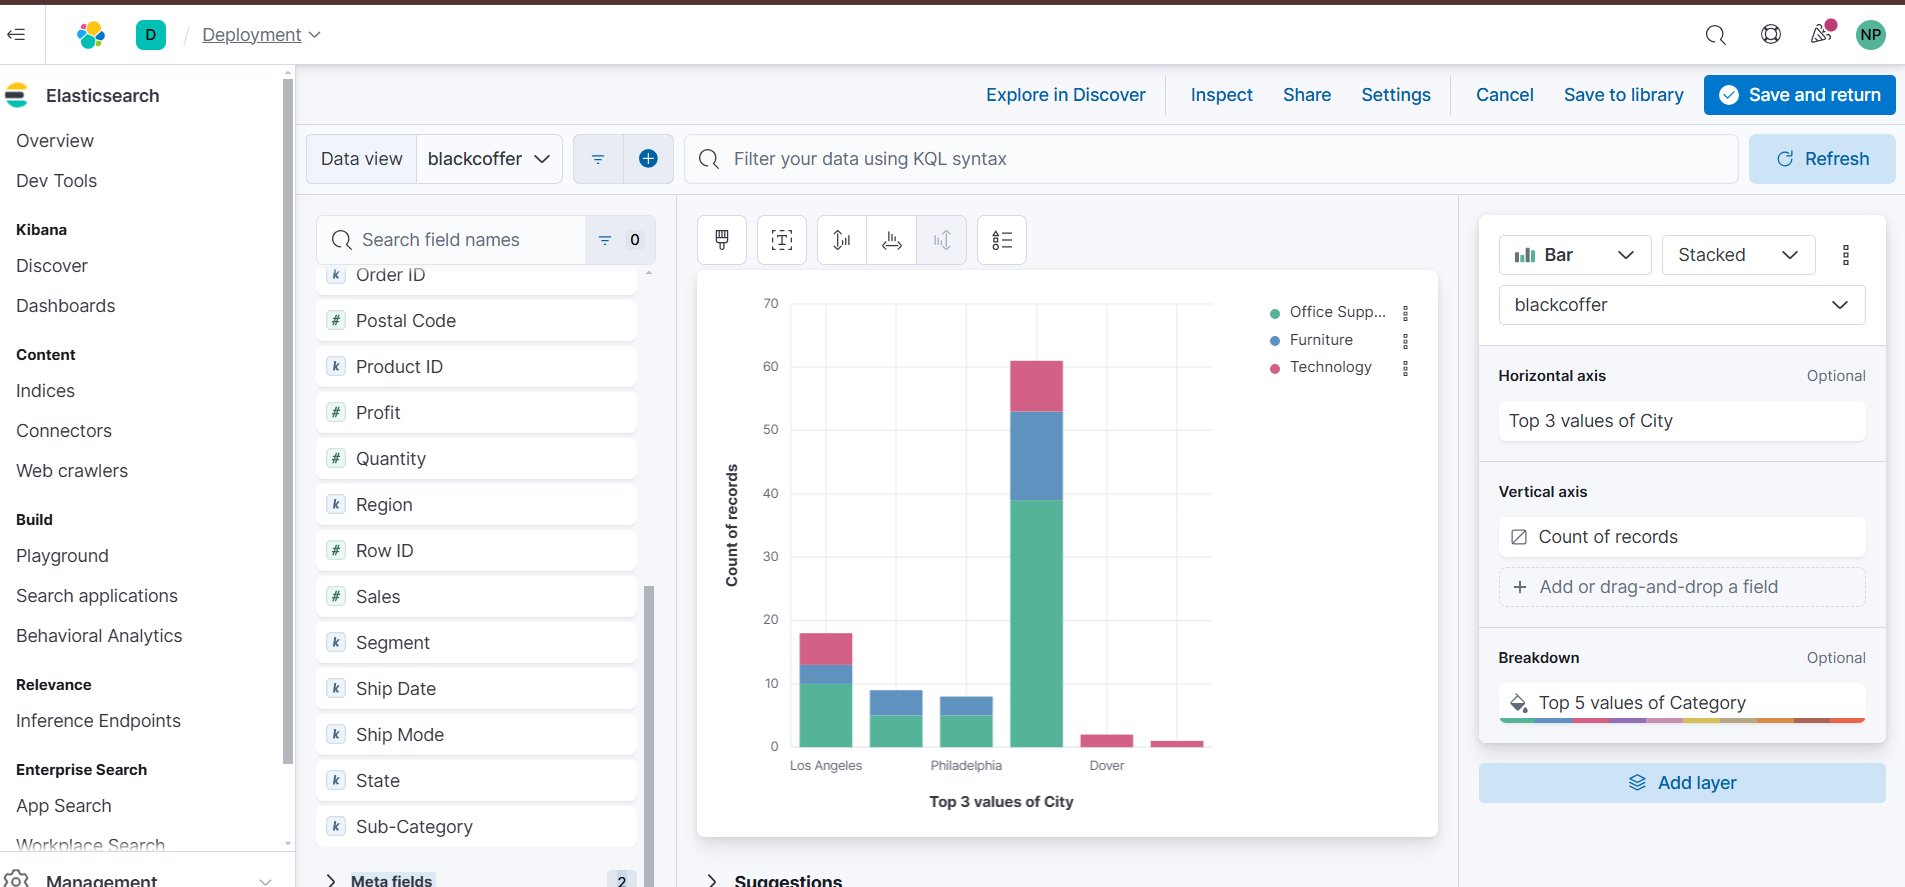 D
/
Deployment
NP
Elasticsearch
Overview
Dev Tools
Kibana
Discover
Dashboards
Content
Indices
Connectors
Web crawlers
Build
Playground
Search applications
Behavioral Analytics
Relevance
Inference Endpoints
Enterprise Search
App Search
Workplace Search
Management
Explore in Discover
Inspect
Share
Settings
Cancel
Save to library
Save and return
Data view
blackcoffer
Filter your data using KQL syntax
Refresh
Search field names
0
k Order ID
# Postal Code
k Product ID
# Profit
# Quantity
k Region
# Row ID
# Sales
k Segment
k Ship Date
k Ship Mode
k State
k Sub-Category
Meta fields
2
70
60
50
40
30
20
10
0
Count of records
Los Angeles
Philadelphia
Dover
Top 3 values of City
Office Supp...
Furniture
Technology
Suggestions
Bar
Stacked
blackcoffer
Horizontal axis
Optional
Top 3 values of City
Vertical axis
Count of records
+ Add or drag-and-drop a field
Breakdown
Optional
Top 5 values of Category
Add layer